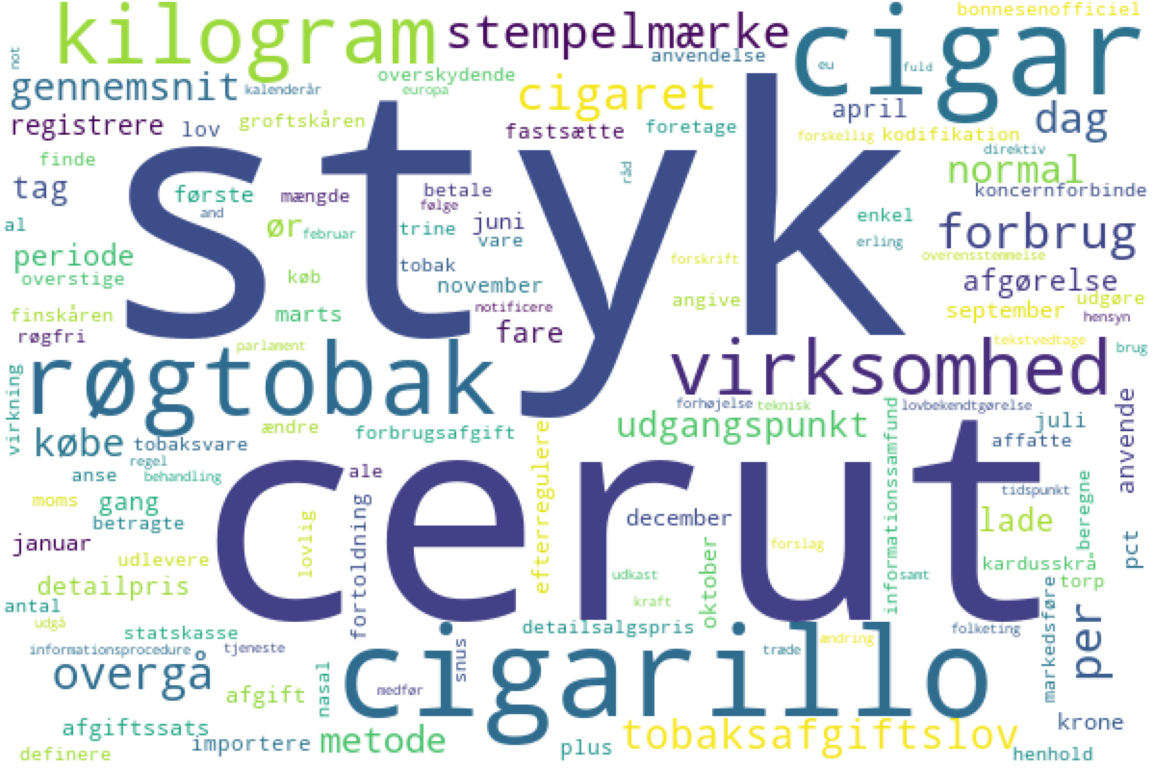 kilogram stempelmærke cigar bonnesenofficiel
not gennemsnit kalenderår overskydende europa anvendelse eu fuld
registrere lov groftskåren cigaret april dag
fastsætte foretage forskellig kodifikation
finde direktiv
tag første mængde betale råd normal koncernforbinde
styk
and følge juni enkel
al ør februar trine vare erling forbrug
periode overensstemmelse
overstige køb tobak november forskrift afgørelse
finskåren marts notificere angive september udgøre
røgfri fare hensyn
parlament tekstvedtage brug
virkning røgtobak virksomhed
forhøjelse teknisk lovbekendtgørelse anvende
købe tobaksvare ændre forbrugsafgift udgangspunkt juli
regel affatte
anse behandling ale efterregulere informationssamfund tidspunkt beregne
cerut
moms gang lovlig fortoldning december lade pct
betragte
januar forslag
udlevere oktober kardusskrå
detailpris udkast samt torp
antal kraft
udgå statskasse detailsalgspris ændring folketing markedsføre per
informationsprocedure tjeneste snus træde
overgå cigarillo
afgift nasal medfør
afgiftssats krone
importere metode plus tobaksafgiftslov
definere henhold